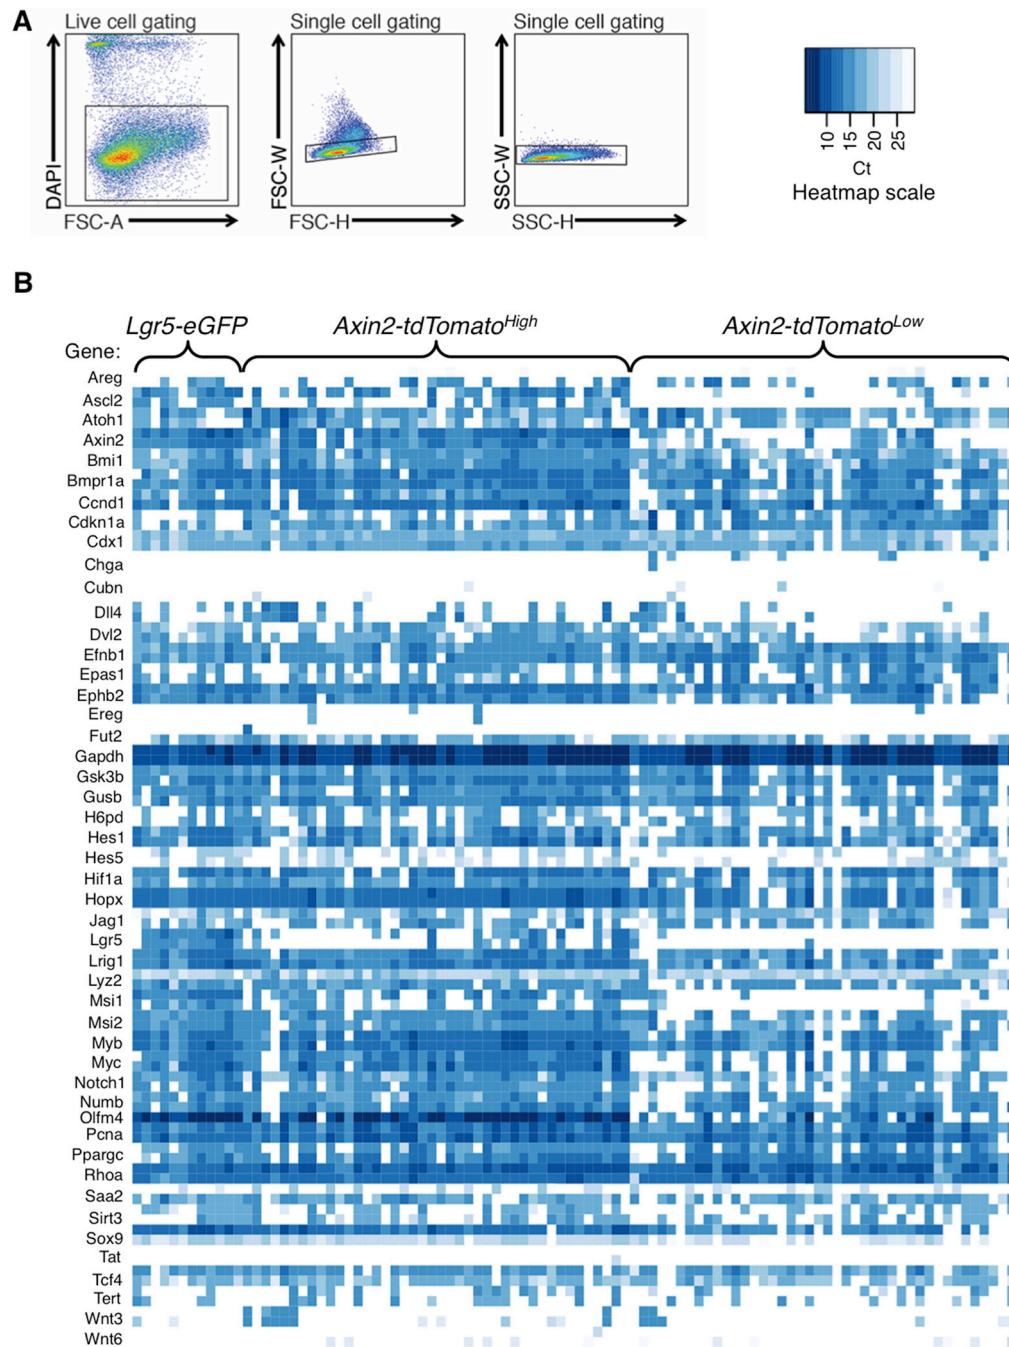 A
Live cell gating
Single cell gating
Single cell gating
DAPI
FSC-A
FSC-W
FSC-H
SSC-W
SSC-H
10 15 20 25
Ct
Heatmap scale
B
Lgr5-eGFP
Axin2-tdTomatoHigh
Axin2-tdTomatoLow
Gene:
Areg
Ascl2
Atoh1
Axin2
Bmi1
Bmpr1a
Ccnd1
Cdkn1a
Cdx1
Chga
Cubn
Dll4
Dvl2
Efnb1
Epas1
Ephb2
Ereg
Fut2
Gapdh
Gsk3b
Gusb
H6pd
Hes1
Hes5
Hif1a
Hopx
Jag1
Lgr5
Lrig1
Lyz2
Msi1
Msi2
Myb
Myc
Notch1
Numb
Olfm4
Pcna
Ppargc
Rhoa
Saa2
Sirt3
Sox9
Tat
Tcf4
Tert
Wnt3
Wnt6